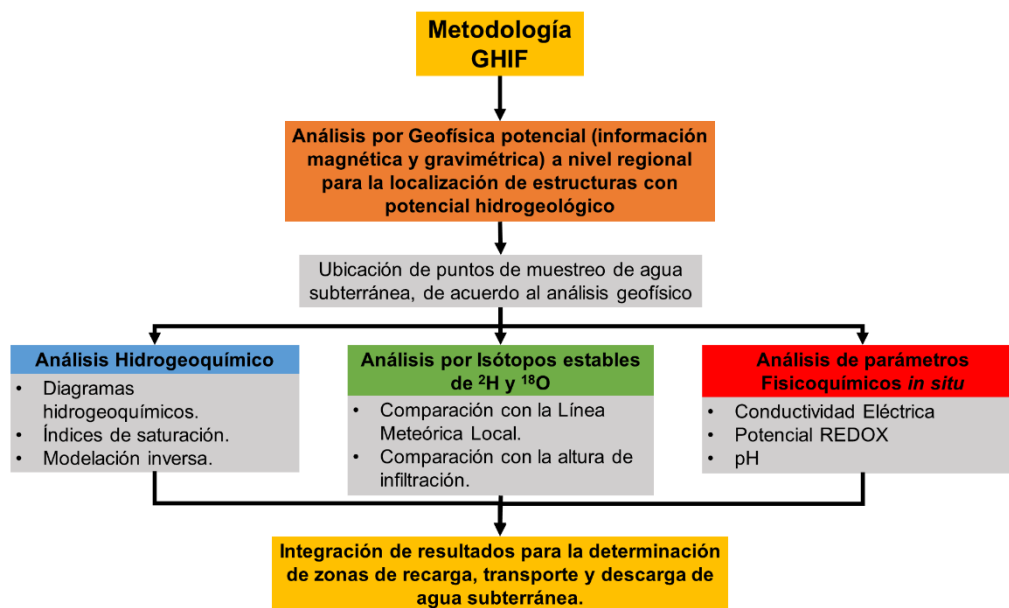 Metodología
GHIF
Análisis por Geofísica potencial (información
magnética y gravimétrica) a nivel regional
para la localización de estructuras con
potencial hidrogeológico
Ubicación de puntos de muestreo de agua
subterránea, de acuerdo al análisis geofísico
Análisis Hidrogeoquímico
• Diagramas
hidrogeoquímicos.
• Índices de saturación.
• Modelación inversa.
Análisis por Isótopos estables
de ²H y ¹⁸O
• Comparación con la Línea
Meteórica Local.
• Comparación con la altura de
infiltración.
Análisis de parámetros
Fisicoquímicos in situ
• Conductividad Eléctrica
• Potencial REDOX
• pH
Integración de resultados para la determinación
de zonas de recarga, transporte y descarga de
agua subterránea.